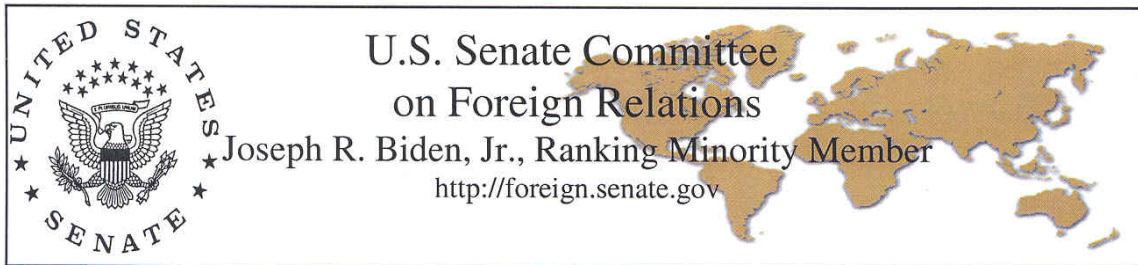 UNITED STATES
SENATE
U.S. Senate Committee
on Foreign Relations
Joseph R. Biden, Jr., Ranking Minority Member
http://foreign.senate.gov